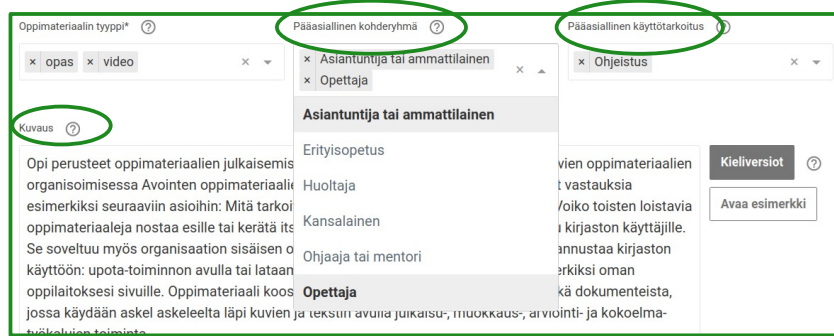 Oppimateriaalin tyyppi*
Pääasiallinen kohderyhmä
Pääasiallinen käyttötarkoitus
× opas × video
× Asiantuntija tai ammattilainen
× Opettaja
× Ohjeistus
Asiantuntija tai ammattilainen
Erityisopetus
Huoltaja
Kansalainen
Ohjaaja tai mentori
Opettaja
Kuvaus
Opi perusteet oppimateriaalien julkaisemis vien oppimateriaalien
organisoimisessa Avointen oppimateriaali t vastauksia
esimerkiksi seuraaviin asioihin: Mitä tarkoi Voiko toisten loistavia
oppimateriaaleja nostaa esille tai kerätä its kirjaston käyttäjille.
Se soveltuu myös organisaation sisäisen o annustaa kirjaston
käyttöön: upota-toiminnon avulla tai lataam erkiksi oman
oppilaitoksesi sivuille. Oppimateriaali koos kä dokumenteista,
jossa käydään askel askeleelta läpi kuvien ja tekstin avulla julkaisu-, muokkaus-, arviointi- ja kokoelma-
työkalujen toiminta
Kieliversiot
Avaa esimerkki